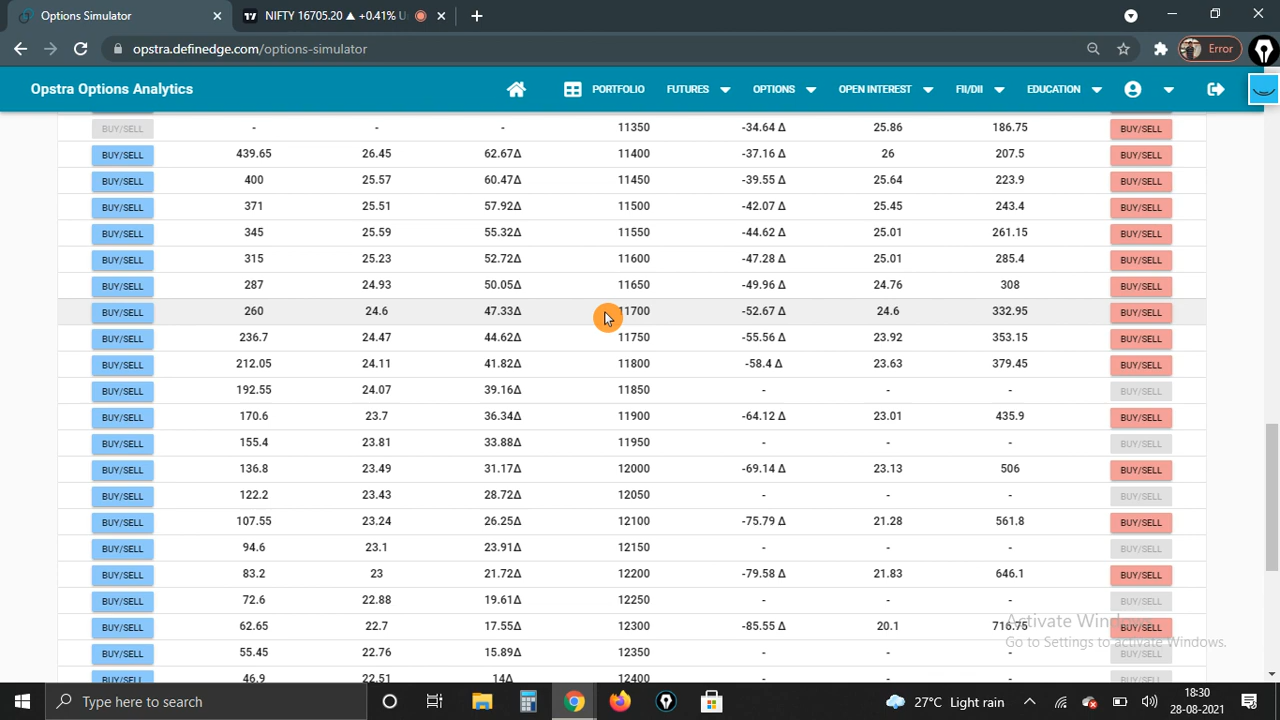 Options Simulator
NIFTY 16705.20 ▲ +0.41% U
opstra.definedge.com/options-simulator
Error
Opstra Options Analytics
PORTFOLIO FUTURES OPTIONS OPEN INTEREST FII/DII EDUCATION
BUY/SELL - - - 11350 -34.64 Δ 25.86 186.75 BUY/SELL
BUY/SELL 439.65 26.45 62.67Δ 11400 -37.16 Δ 26 207.5 BUY/SELL
BUY/SELL 400 25.57 60.47Δ 11450 -39.55 Δ 25.64 223.9 BUY/SELL
BUY/SELL 371 25.51 57.92Δ 11500 -42.07 Δ 25.45 243.4 BUY/SELL
BUY/SELL 345 25.59 55.32Δ 11550 -44.62 Δ 25.01 261.15 BUY/SELL
BUY/SELL 315 25.23 52.72Δ 11600 -47.28 Δ 25.01 285.4 BUY/SELL
BUY/SELL 287 24.93 50.05Δ 11650 -49.96 Δ 24.76 308 BUY/SELL
BUY/SELL 260 24.6 47.33Δ 11700 -52.67 Δ 24.6 332.95 BUY/SELL
BUY/SELL 236.7 24.47 44.62Δ 11750 -55.56 Δ 23.92 353.15 BUY/SELL
BUY/SELL 212.05 24.11 41.82Δ 11800 -58.4 Δ 23.63 379.45 BUY/SELL
BUY/SELL 192.55 24.07 39.16Δ 11850 - - - BUY/SELL
BUY/SELL 170.6 23.7 36.34Δ 11900 -64.12 Δ 23.01 435.9 BUY/SELL
BUY/SELL 155.4 23.81 33.88Δ 11950 - - - BUY/SELL
BUY/SELL 136.8 23.49 31.17Δ 12000 -69.14 Δ 23.13 506 BUY/SELL
BUY/SELL 122.2 23.43 28.72Δ 12050 - - - BUY/SELL
BUY/SELL 107.55 23.24 26.25Δ 12100 -75.79 Δ 21.28 561.8 BUY/SELL
BUY/SELL 94.6 23.1 23.91Δ 12150 - - - BUY/SELL
BUY/SELL 83.2 23 21.72Δ 12200 -79.58 Δ 21.83 646.1 BUY/SELL
BUY/SELL 72.6 22.88 19.61Δ 12250 - - - BUY/SELL
BUY/SELL 62.65 22.7 17.55Δ 12300 -85.55 Δ 20.1 716.75 BUY/SELL
BUY/SELL 55.45 22.76 15.89Δ 12350 - - - BUY/SELL
BUY/SELL 46.9 22.51 14Δ 12400 - - - BUY/SELL
Activate Windows
Go to Settings to activate Windows.
Type here to search
27°C Light rain
18:30
28-08-2021